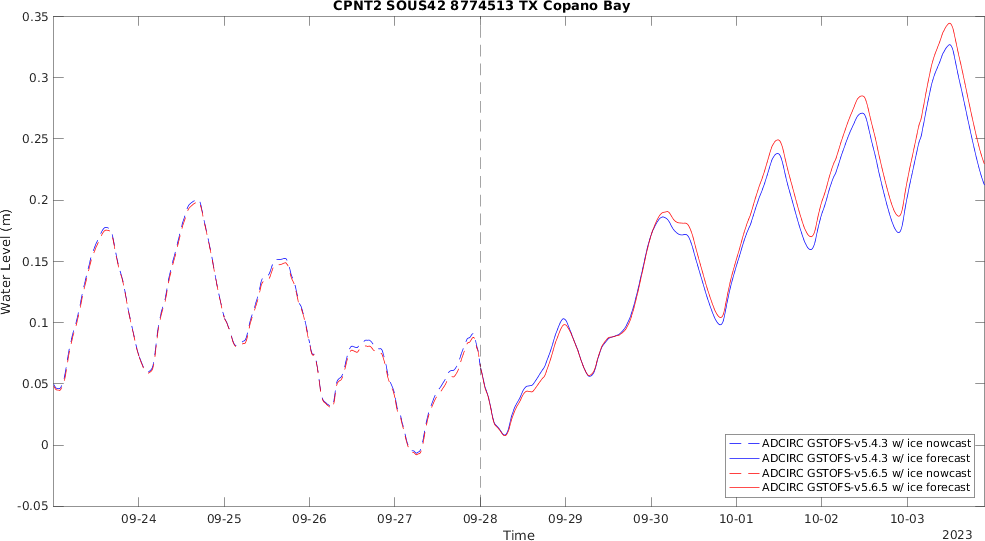 CPNT2 SOUS42 8774513 TX Copano Bay
0.35
0.3
0.25
0.2
0.15
0.1
0.05
0
-0.05
Water Level (m)
09-24 09-25 09-26 09-27 09-28 09-29 09-30 10-01 10-02 10-03
Time
2023
ADCIRC GSTOFS-v5.4.3 w/ ice nowcast
ADCIRC GSTOFS-v5.4.3 w/ ice forecast
ADCIRC GSTOFS-v5.6.5 w/ ice nowcast
ADCIRC GSTOFS-v5.6.5 w/ ice forecast